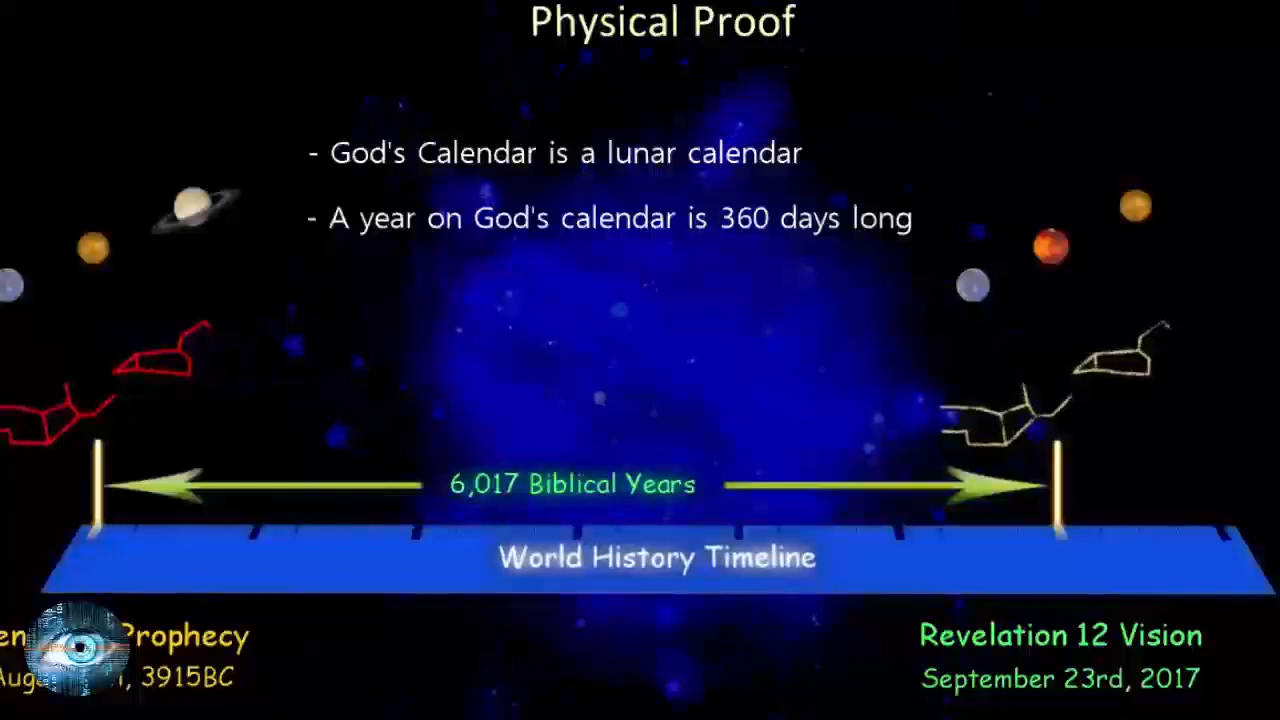 Physical Proof
- God's Calendar is a lunar calendar
- A year on God's calendar is 360 days long
6,017 Biblical Years
World History Timeline
Prophecy
3915BC
Revelation 12 Vision
September 23rd, 2017